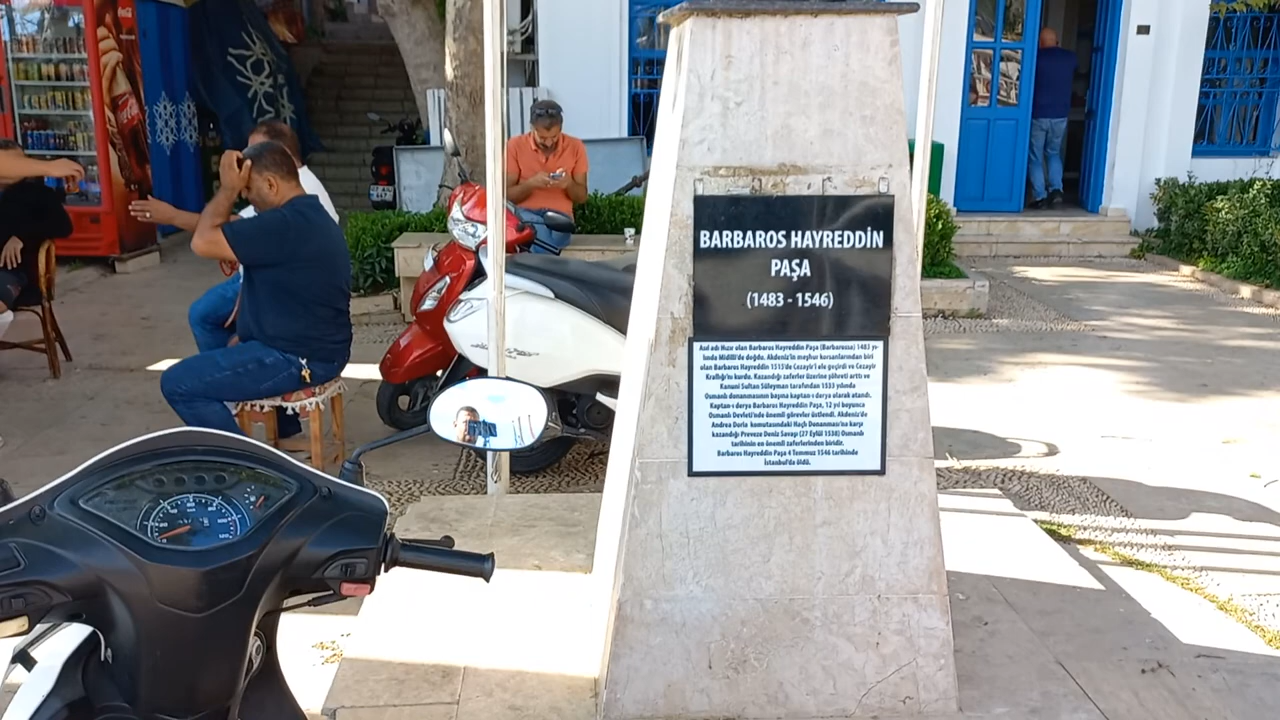 Coca-Cola
BARBAROS HAYREDDİN
PAŞA
(1483 - 1546)
Asıl adı Hızır olan Barbaros Hayreddin Paşa (Barbarossa) 1483 yı-
lında Midilli'de doğdu. Akdeniz'in meşhur korsanlarından biri
olan Barbaros Hayreddin 1515'de Cezayir'i ele geçirdi ve Cezayir
Krallığı'nı kurdu. Kazandığı zaferler üzerine şöhreti arttı ve
Kanuni Sultan Süleyman tarafından 1533 yılında
Osmanlı donanmasının başına kaptan-ı derya olarak atandı.
Kaptan-ı derya Barbaros Hayreddin Paşa, 12 yıl boyunca
Osmanlı Devleti'nde önemli görevler üstlendi. Akdeniz'de
Andrea Doria komutasındaki Haçlı Donanması'na karşı
kazandığı Preveze Deniz Savaşı (27 Eylül 1538) Osmanlı
tarihinin en önemli zaferlerinden biridir.
Barbaros Hayreddin Paşa 4 Temmuz 1546 tarihinde
İstanbul'da öldü.